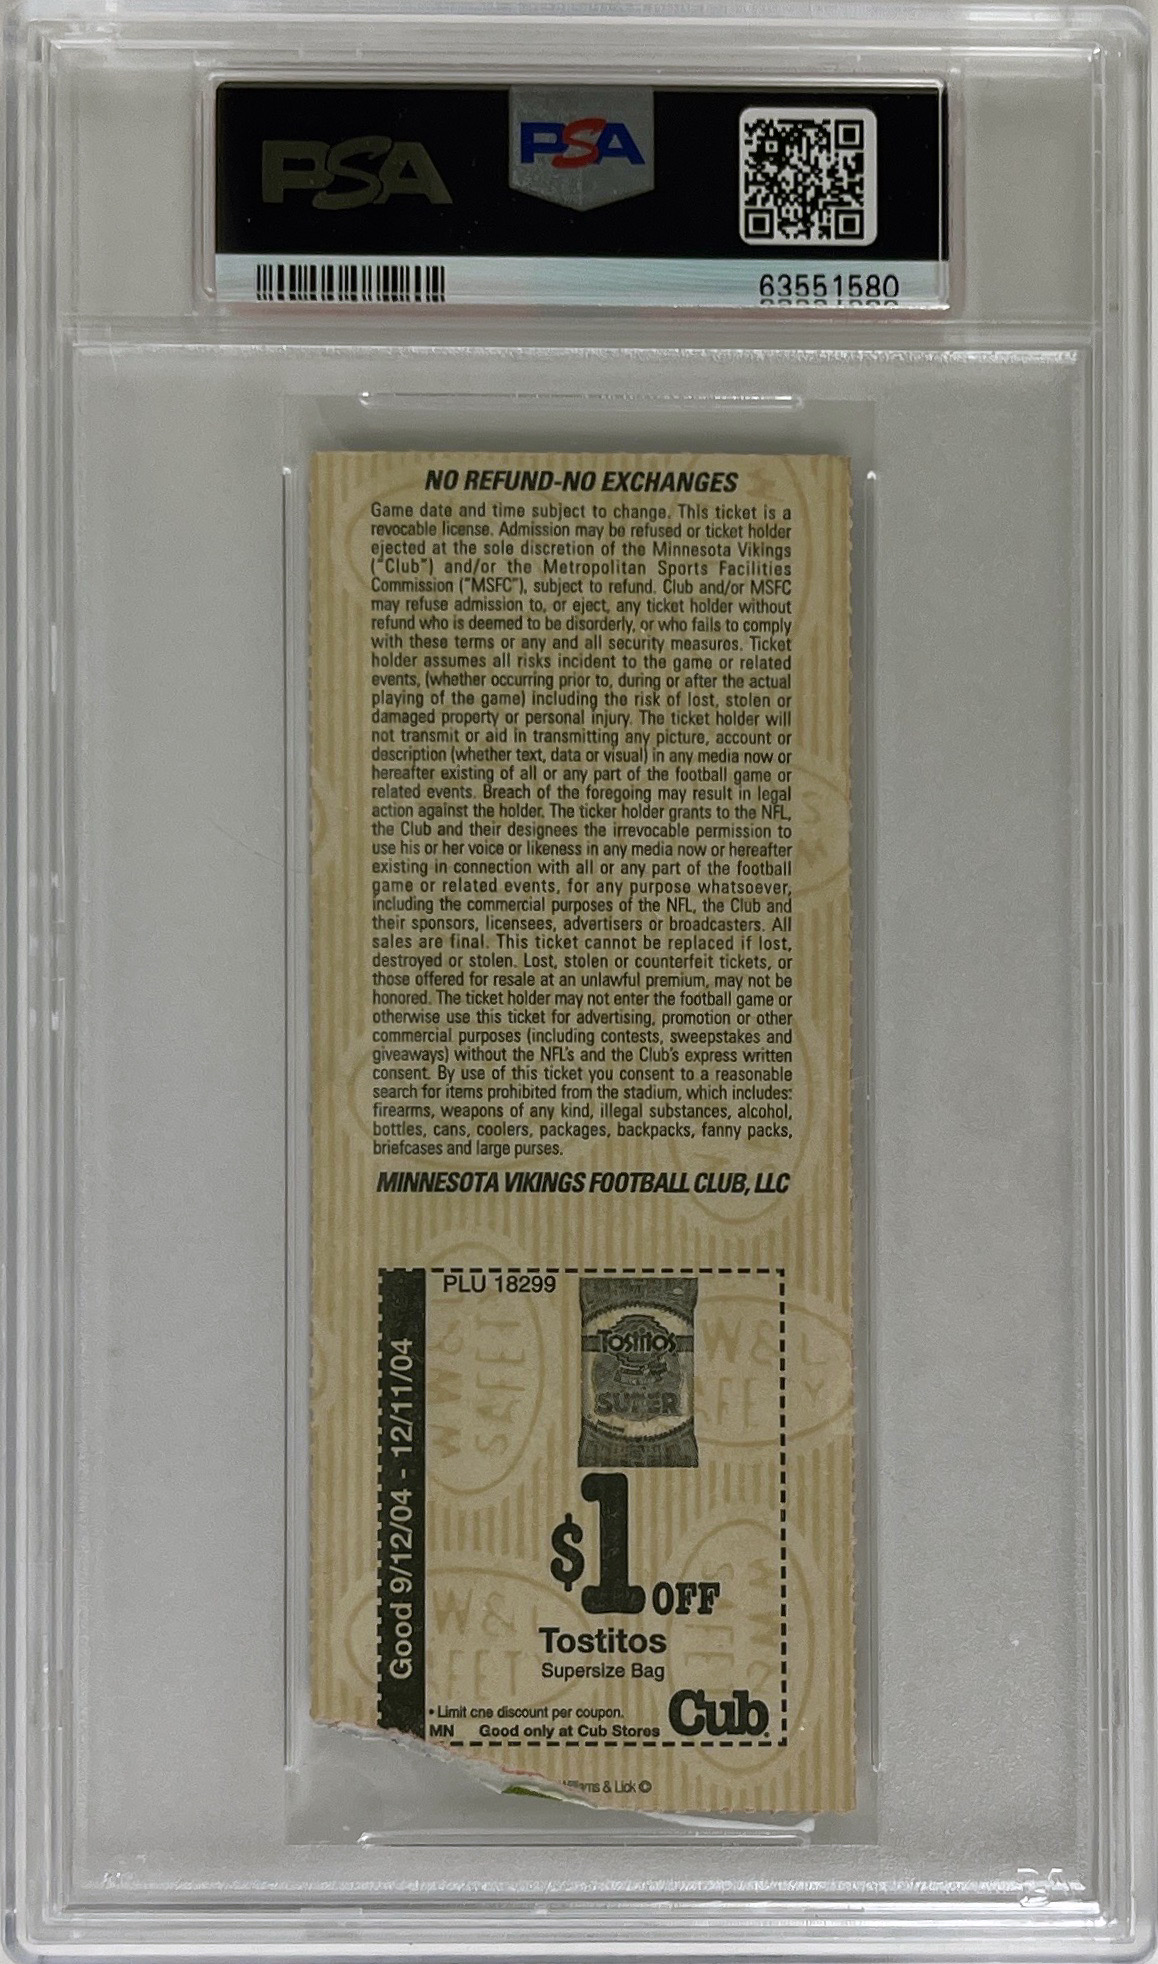 PSA
PSA
63551580
NO REFUND-NO EXCHANGES
Game date and time subject to change. This ticket is a
revocable license. Admission may be refused or ticket holder
ejected at the sole discretion of the Minnesota Vikings
("Club") and/or the Metropolitan Sports Facilities
Commission ("MSFC"), subject to refund. Club and/or MSFC
may refuse admission to, or eject, any ticket holder without
refund who is deemed to be disorderly, or who fails to comply
with these terms or any and all security measures. Ticket
holder assumes all risks incident to the game or related
events, (whether occurring prior to, during or after the actual
playing of the game) including the risk of lost, stolen or
damaged property or personal injury. The ticket holder will
not transmit or aid in transmitting any picture, account or
description (whether text, data or visual) in any media now or
hereafter existing of all or any part of the football game or
related events. Breach of the foregoing may result in legal
action against the holder. The ticker holder grants to the NFL,
the Club and their designees the irrevocable permission to
use his or her voice or likeness in any media now or hereafter
existing in connection with all or any part of the football
game or related events, for any purpose whatsoever,
including the commercial purposes of the NFL, the Club and
their sponsors, licensees, advertisers or broadcasters. All
sales are final. This ticket cannot be replaced if lost,
destroyed or stolen. Lost, stolen or counterfeit tickets, or
those offered for resale at an unlawful premium, may not be
honored. The ticket holder may not enter the football game or
otherwise use this ticket for advertising, promotion or other
commercial purposes (including contests, sweepstakes and
giveaways) without the NFL's and the Club's express written
consent. By use of this ticket you consent to a reasonable
search for items prohibited from the stadium, which includes:
firearms, weapons of any kind, illegal substances, alcohol,
bottles, cans, coolers, packages, backpacks, fanny packs,
briefcases and large purses.
MINNESOTA VIKINGS FOOTBALL CLUB, LLC
Good 9/12/04 - 12/11/04
PLU 18299
Tostitos
SUPER
$1 OFF
Tostitos
Supersize Bag
• Limit one discount per coupon.
MN Good only at Cub Stores
Cub.
& Lick ©